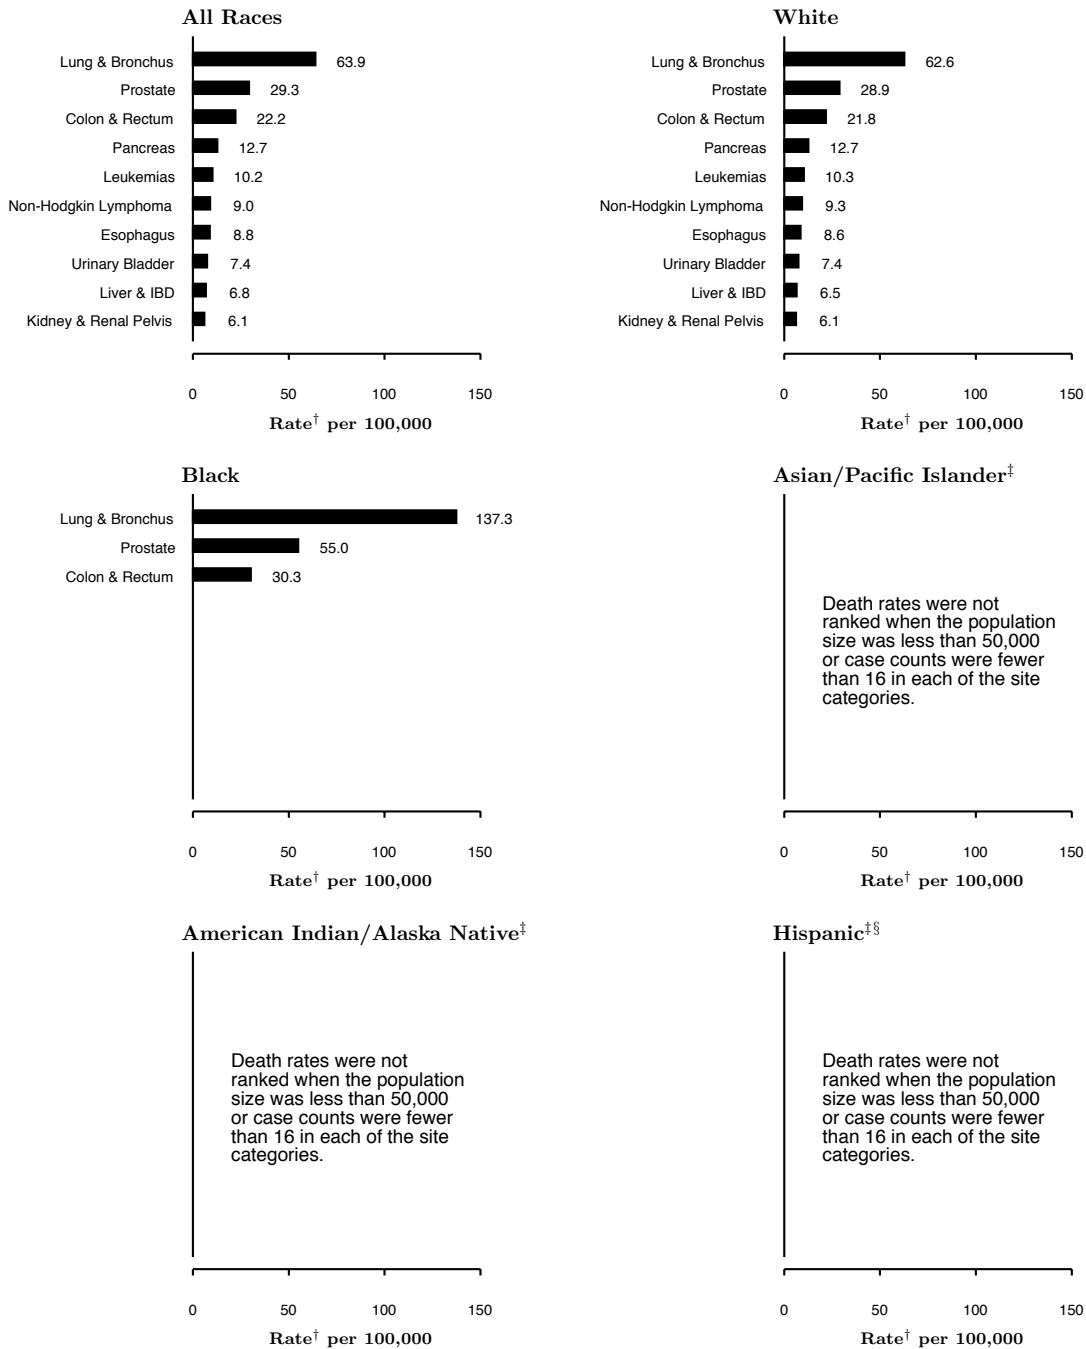 All Races
Lung & Bronchus 63.9
Prostate 29.3
Colon & Rectum 22.2
Pancreas 12.7
Leukemias 10.2
Non-Hodgkin Lymphoma 9.0
Esophagus 8.8
Urinary Bladder 7.4
Liver & IBD 6.8
Kidney & Renal Pelvis 6.1
0 50 100 150
Rate† per 100,000
White
Lung & Bronchus 62.6
Prostate 28.9
Colon & Rectum 21.8
Pancreas 12.7
Leukemias 10.3
Non-Hodgkin Lymphoma 9.3
Esophagus 8.6
Urinary Bladder 7.4
Liver & IBD 6.5
Kidney & Renal Pelvis 6.1
0 50 100 150
Rate† per 100,000
Black
Lung & Bronchus 137.3
Prostate 55.0
Colon & Rectum 30.3
0 50 100 150
Rate† per 100,000
Asian/Pacific Islander‡
Death rates were not
ranked when the population
size was less than 50,000
or case counts were fewer
than 16 in each of the site
categories.
0 50 100 150
Rate† per 100,000
American Indian/Alaska Native‡
Death rates were not
ranked when the population
size was less than 50,000
or case counts were fewer
than 16 in each of the site
categories.
0 50 100 150
Rate† per 100,000
Hispanic‡§
Death rates were not
ranked when the population
size was less than 50,000
or case counts were fewer
than 16 in each of the site
categories.
0 50 100 150
Rate† per 100,000